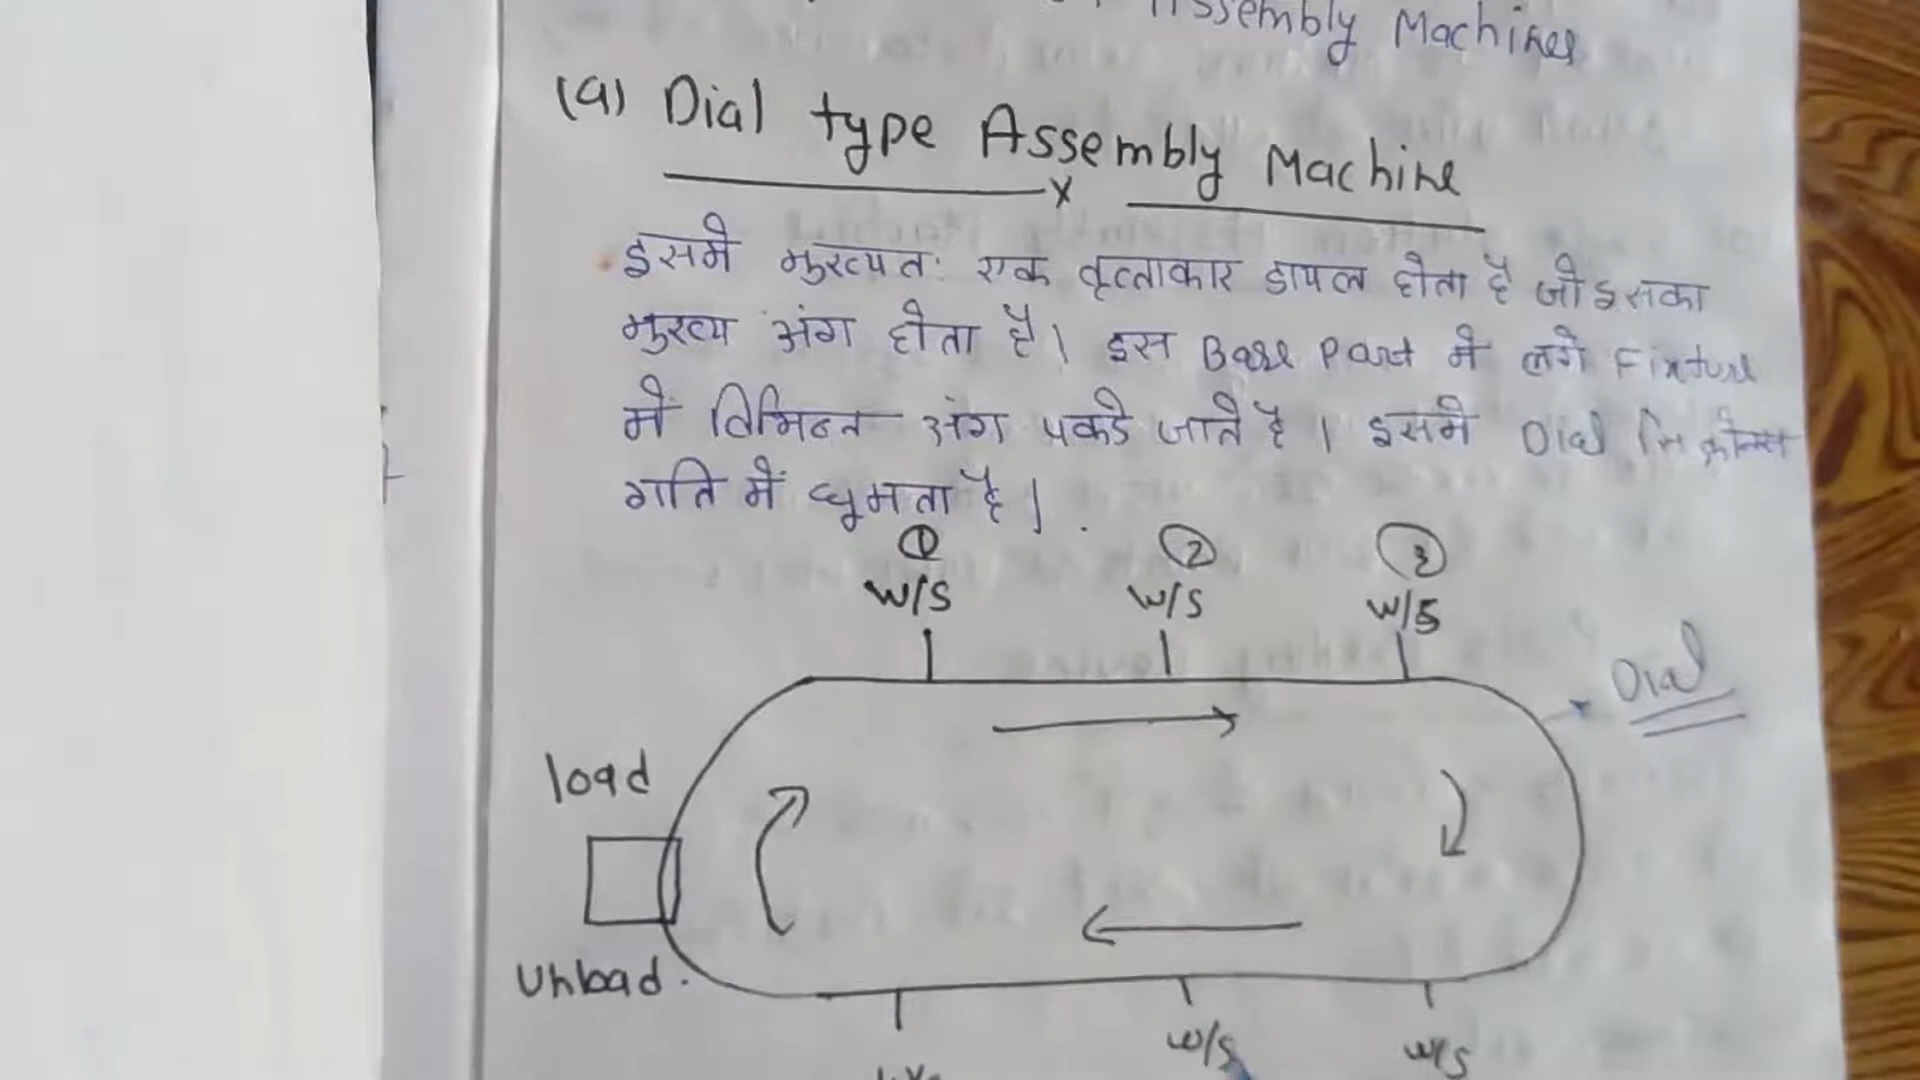 Assembly Machines
(a) Dial type Assembly Machine
इसमे मुख्यतः एक वृत्ताकार डायल होता है जो इसका
मुख्य अंग होता है। इस Base Part मे लगे Fixture
में विभिन्न अंग पकडे जाते है। इसमे Dial
गति में घूमता है।
① ② ③
W/S W/S W/S
Dial
load
unload.
W/S W/S